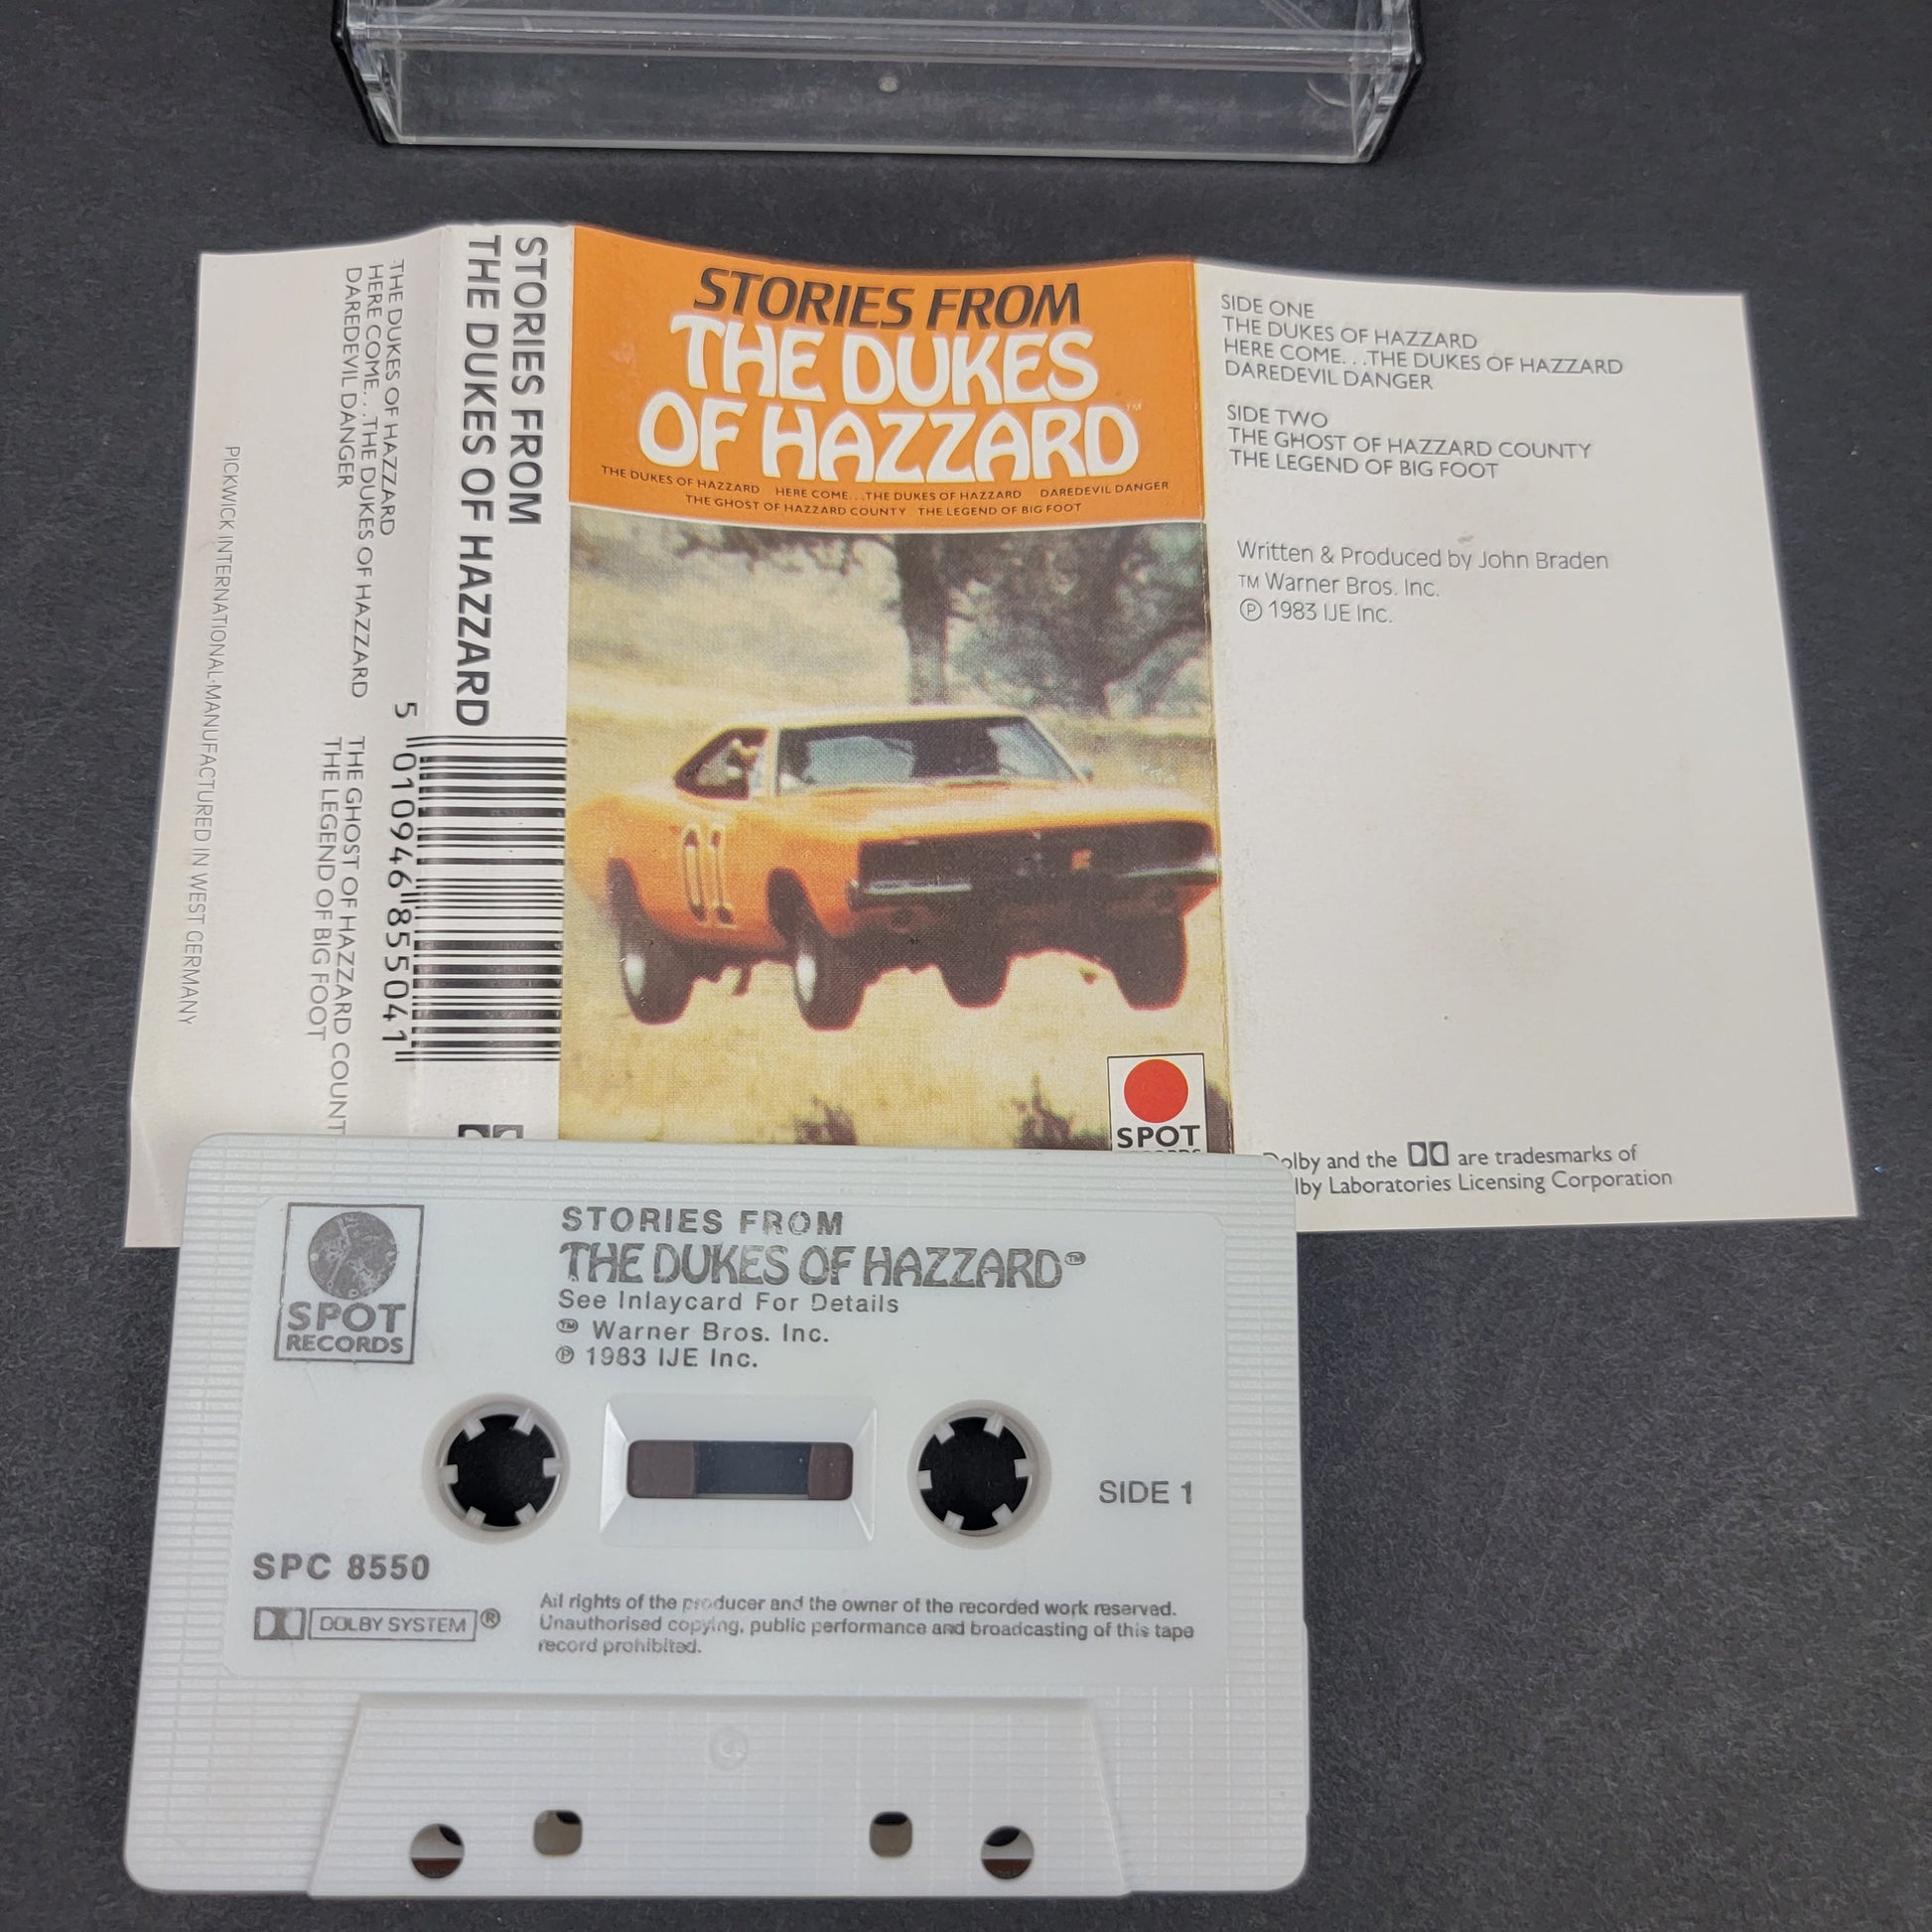 THE DUKES OF HAZZARD
HERE COME. . .THE DUKES OF HAZZARD
DAREDEVIL DANGER
THE GHOST OF HAZZARD COUNT
THE LEGEND OF BIG FOOT
PICKWICK INTERNATIONAL·MANUFACTURED IN WEST GERMANY
STORIES FROM
THE DUKES OF HAZZARD
5 010946 855041
STORIES FROM
THE DUKES
OF HAZZARD™
THE DUKES OF HAZZARD HERE COME. . .THE DUKES OF HAZZARD DAREDEVIL DANGER
THE GHOST OF HAZZARD COUNTY THE LEGEND OF BIG FOOT
01
SPOT
RECORDS
SIDE ONE
THE DUKES OF HAZZARD
HERE COME. . .THE DUKES OF HAZZARD
DAREDEVIL DANGER
SIDE TWO
THE GHOST OF HAZZARD COUNTY
THE LEGEND OF BIG FOOT
Written & Produced by John Braden
TM Warner Bros. Inc.
Ⓟ 1983 IJE Inc.
Dolby and the are tradesmarks of
lby Laboratories Licensing Corporation
SPOT
RECORDS
STORIES FROM
THE DUKES OF HAZZARD™
See Inlaycard For Details
™ Warner Bros. Inc.
Ⓟ 1983 IJE Inc.
SIDE 1
SPC 8550
DOLBY SYSTEM ®
All rights of the producer and the owner of the recorded work reserved.
Unauthorised copying, public performance and broadcasting of this tape
record prohibited.